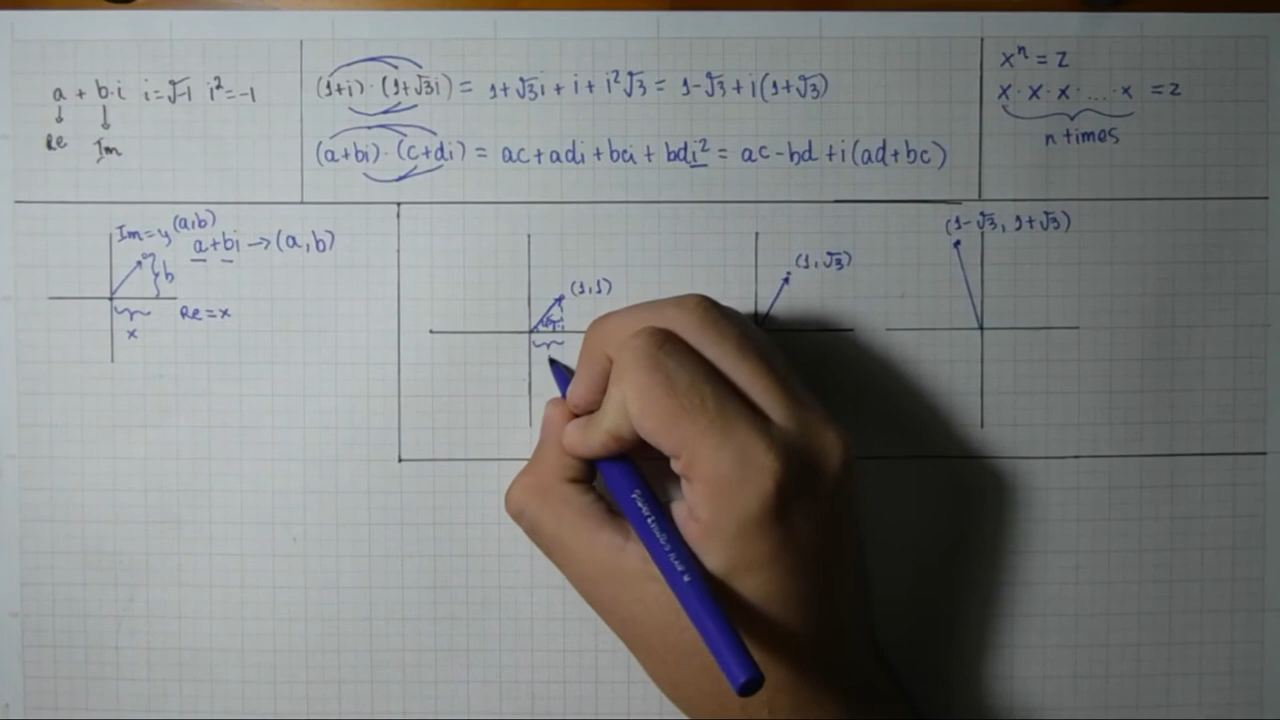 a + b·i i=√-1 i²=-1
Re Im
(1+i)·(1+√3i) = 1+√3i + i + i²√3 = 1-√3 + i(1+√3)
(a+bi)·(c+di) = ac+adi+bci + bdi² = ac-bd+i(ad+bc)
xⁿ = z
x·x·x·....·x = z
n times
Im=y (a,b)
a+bi → (a,b)
b
Re=x
x
(1,1)
(1,√3)
(1-√3, 1+√3)